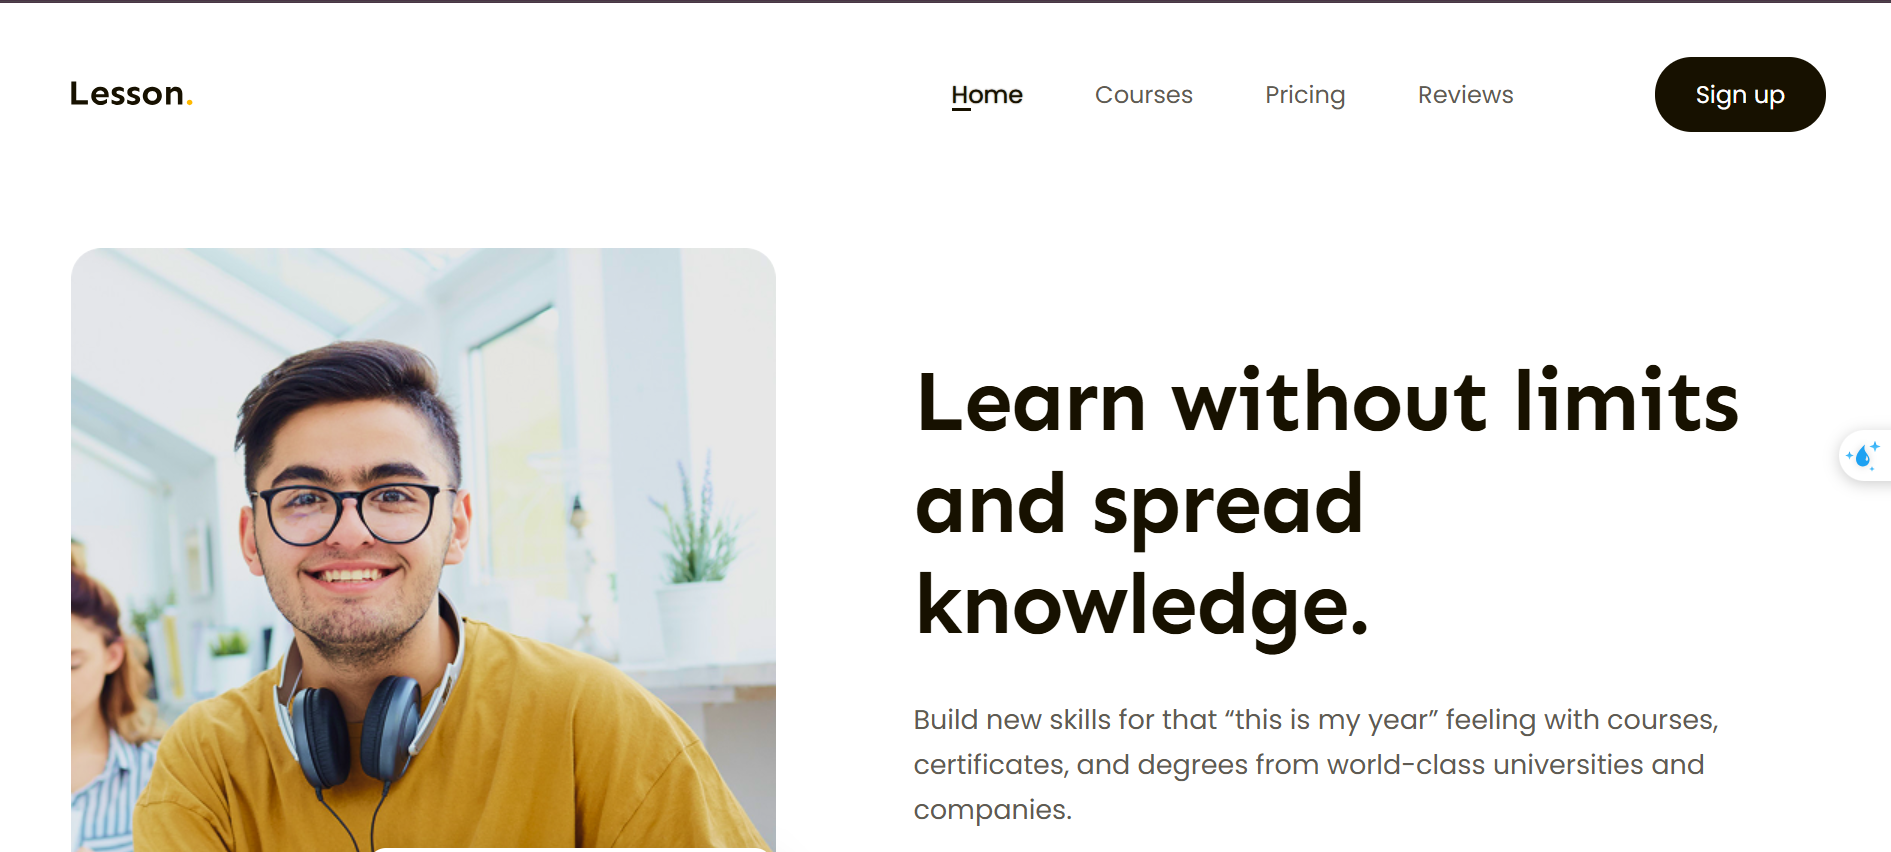 Lesson.
Home
Courses
Pricing
Reviews
Sign up
Learn without limits
and spread
knowledge.
Build new skills for that “this is my year” feeling with courses,
certificates, and degrees from world-class universities and
companies.